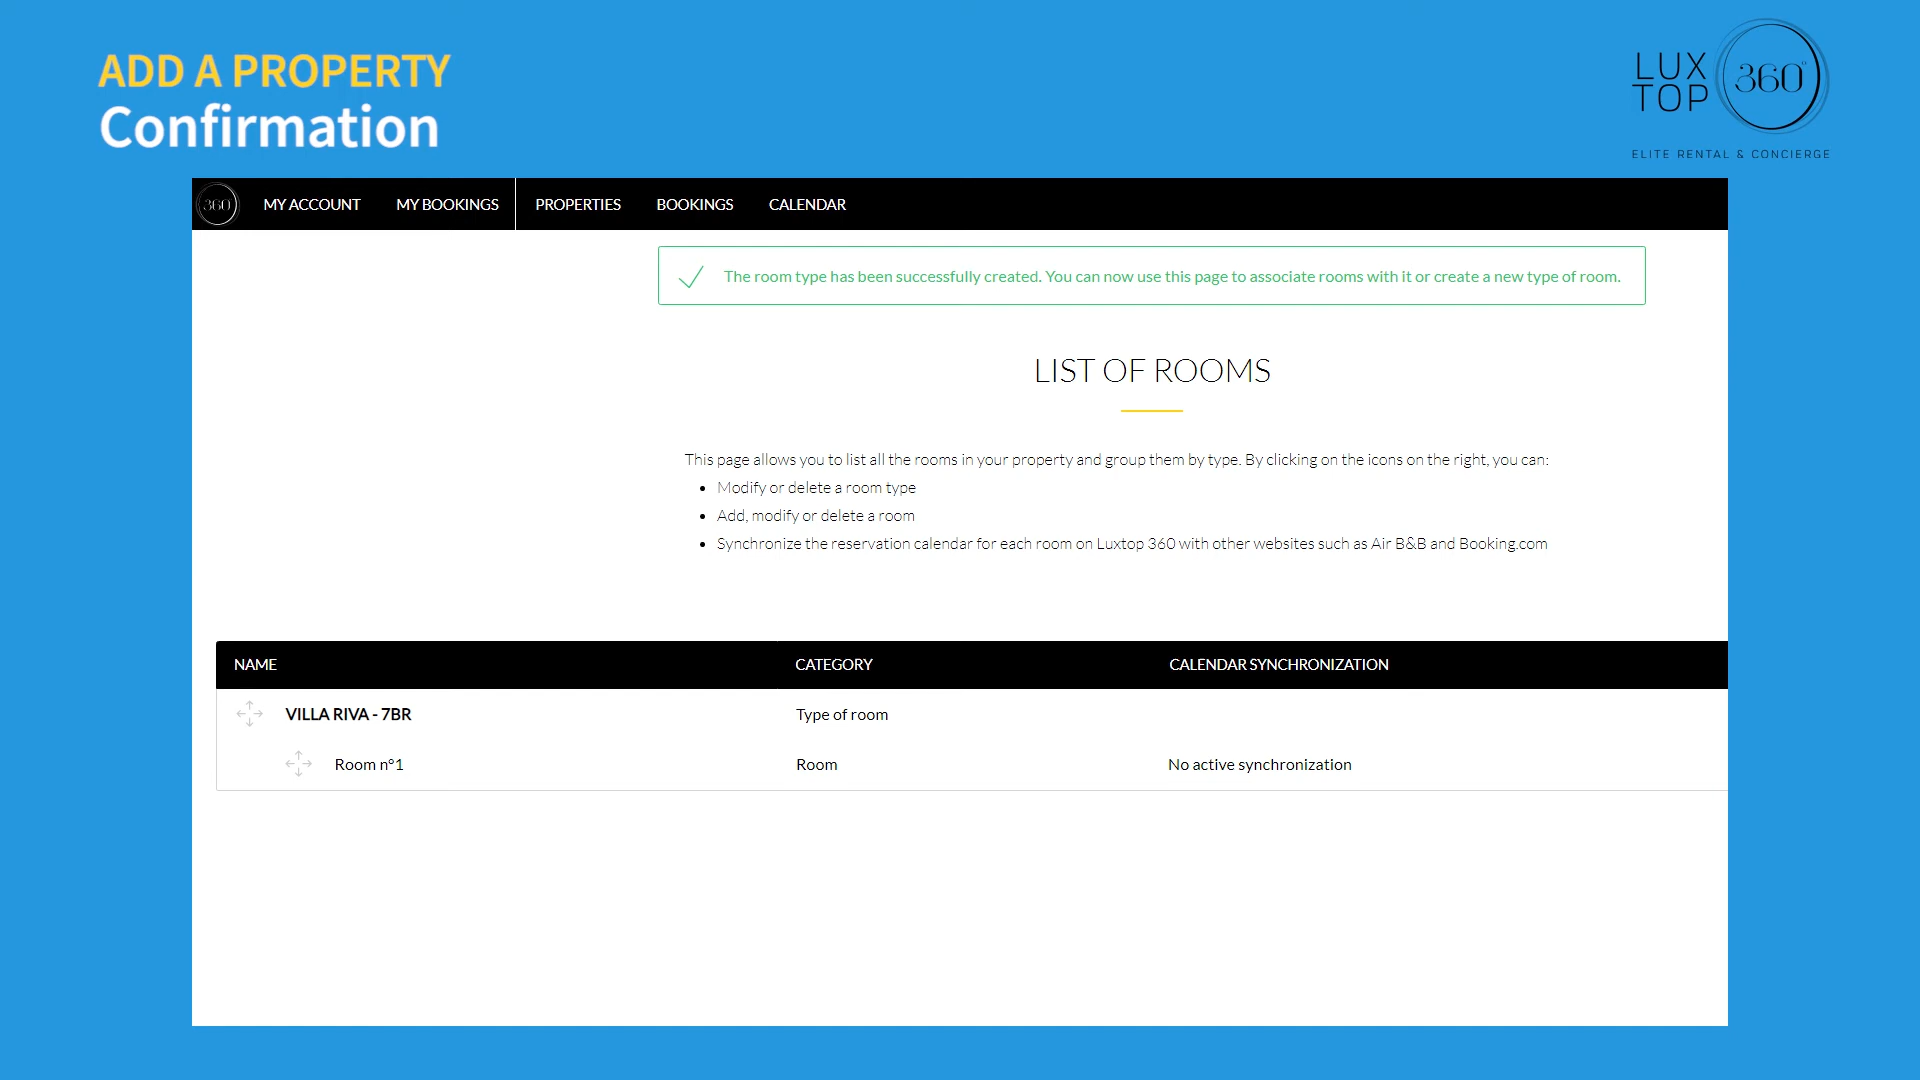 ADD A PROPERTY
Confirmation
LUX
TOP
360°
ELITE RENTAL & CONCIERGE
360°
MY ACCOUNT
MY BOOKINGS
PROPERTIES
BOOKINGS
CALENDAR
The room type has been successfully created. You can now use this page to associate rooms with it or create a new type of room.
LIST OF ROOMS
This page allows you to list all the rooms in your property and group them by type. By clicking on the icons on the right, you can:
Modify or delete a room type
Add, modify or delete a room
Synchronize the reservation calendar for each room on Luxtop 360 with other websites such as Air B&B and Booking.com
NAME CATEGORY CALENDAR SYNCHRONIZATION
VILLA RIVA - 7BR Type of room
Room n°1 Room No active synchronization